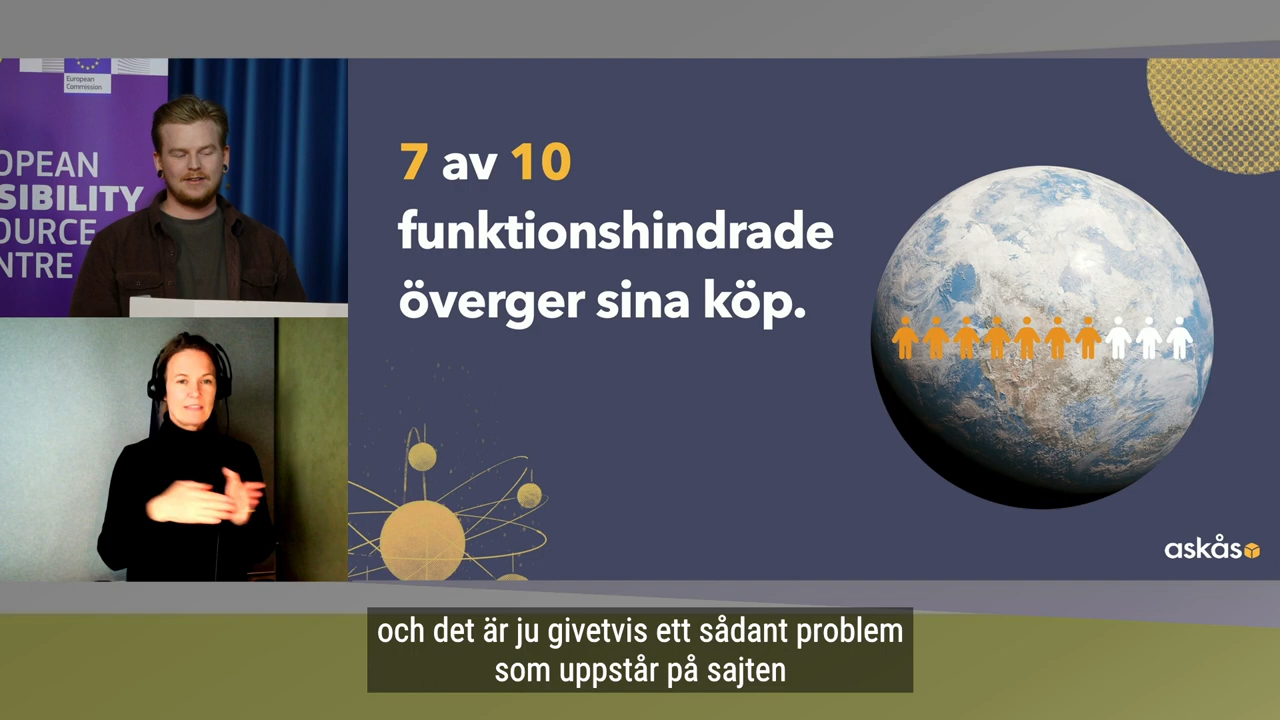 European
Commission
OPEAN
SIBILITY
OURCE
NTRE
7 av 10
funktionshindrade
överger sina köp.
askås
och det är ju givetvis ett sådant problem
som uppstår på sajten